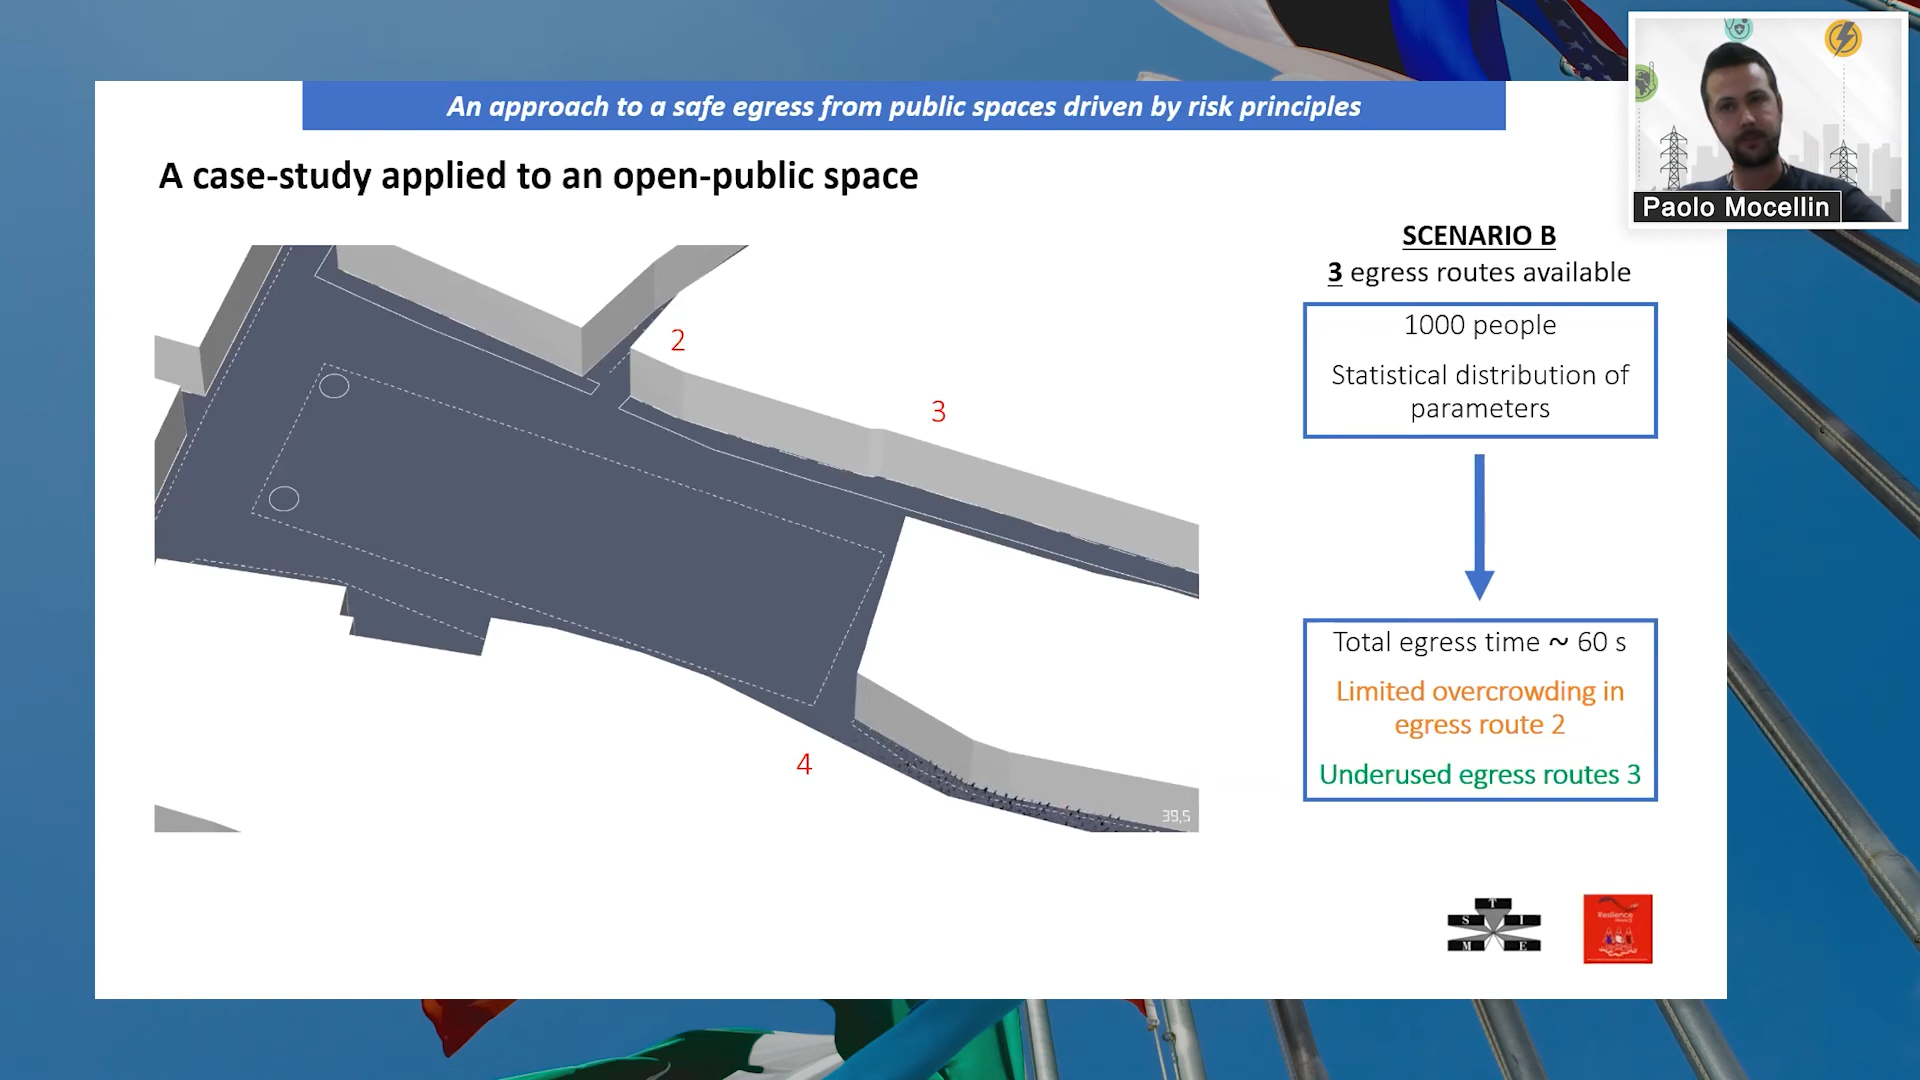 An approach to a safe egress from public spaces driven by risk principles
A case-study applied to an open-public space
Paolo Mocellin
SCENARIO B
3 egress routes available
1000 people
Statistical distribution of
parameters
2
3
4
39,5
Total egress time ~ 60 s
Limited overcrowding in
egress route 2
Underused egress routes 3
T
S I
M E
Resilience